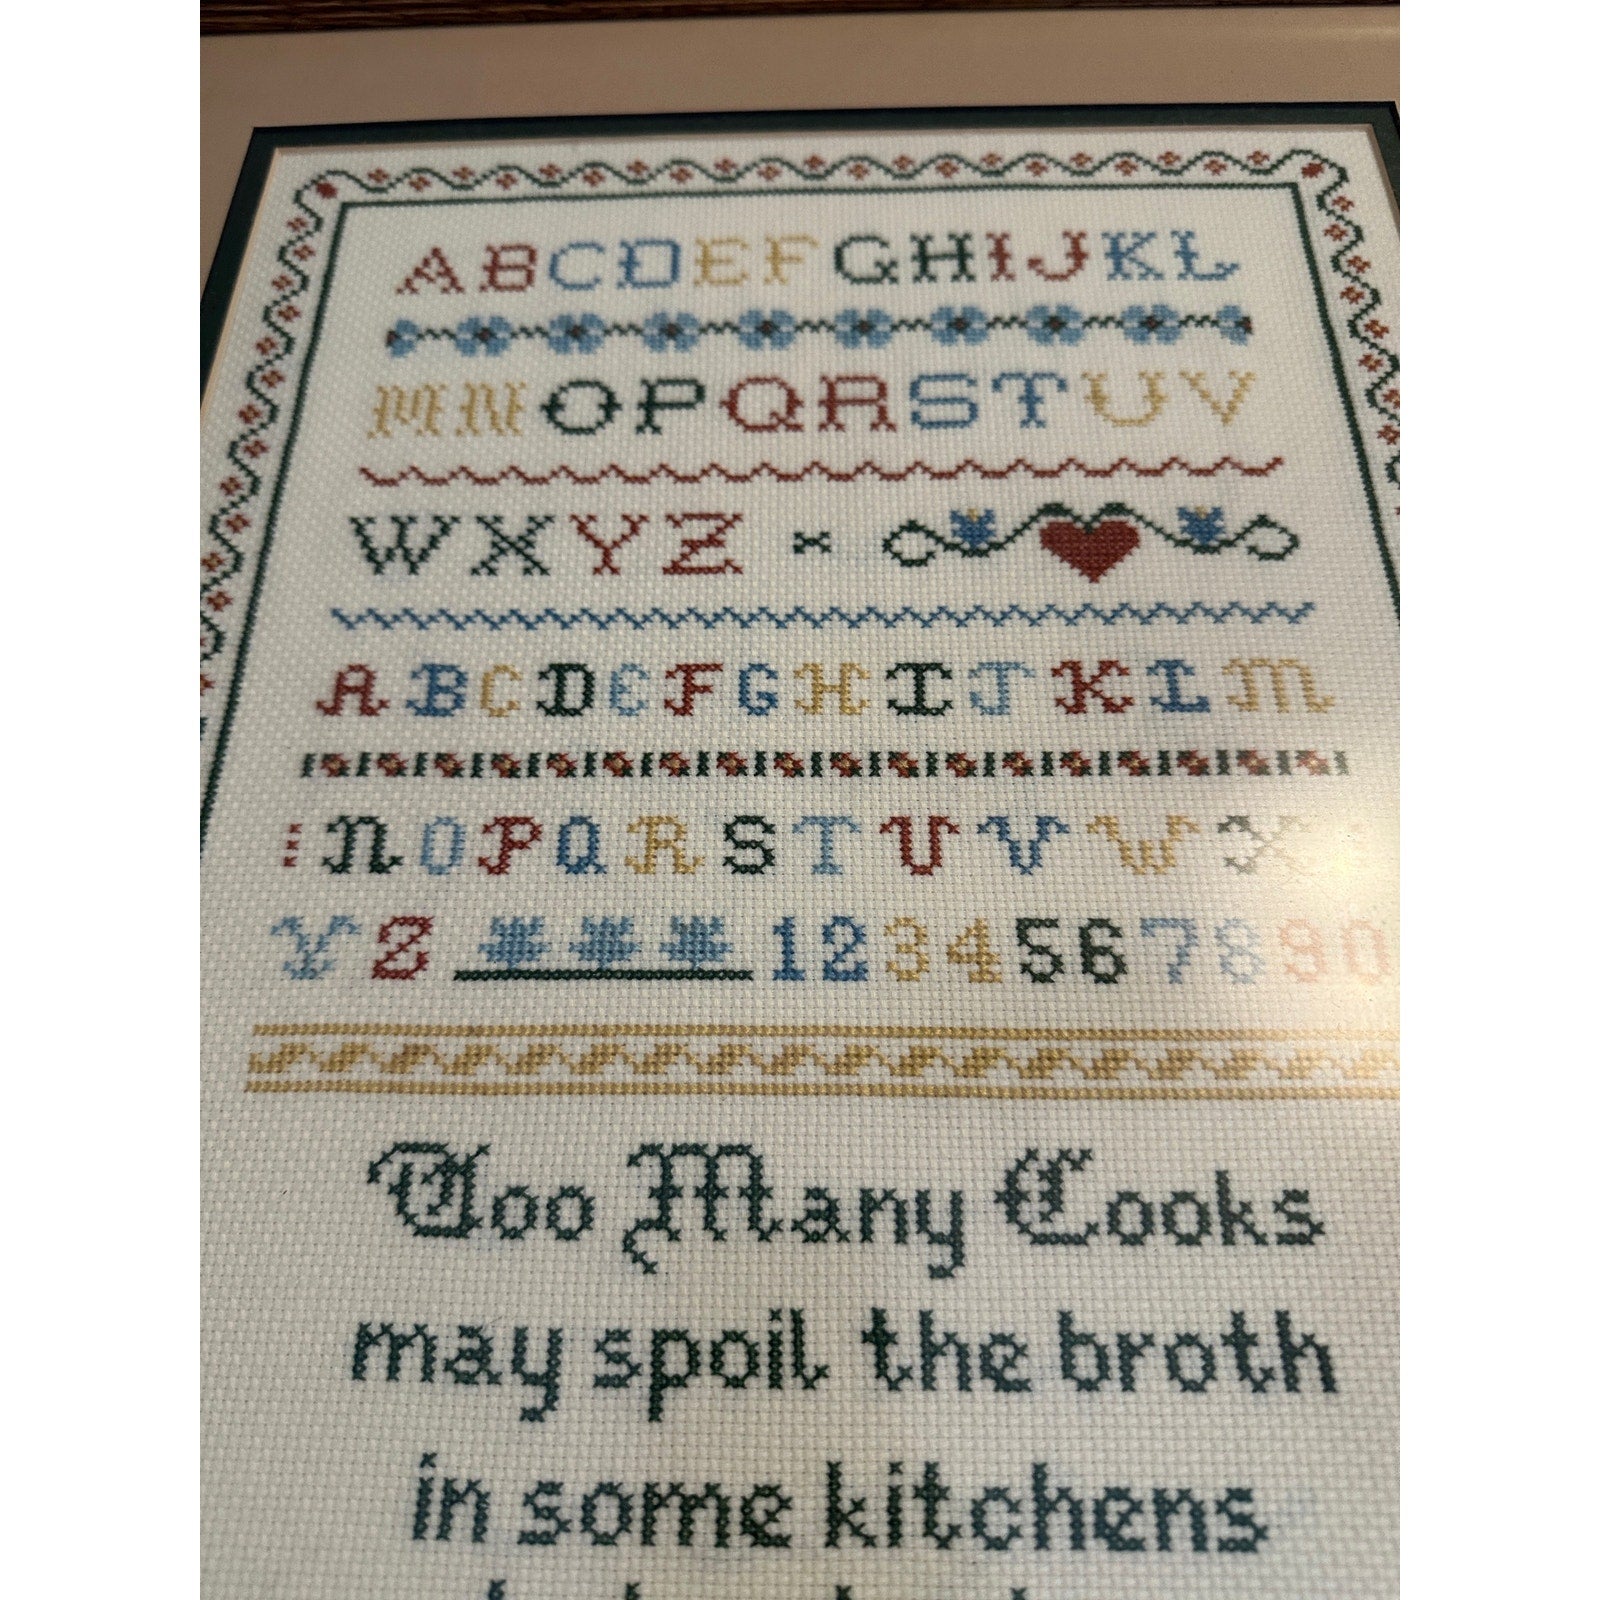 ABCDEFGHIJKL
MNOPQRSTUV
WXYZ
ABCDEFGHIJKLM
NOPQRSTUVWX
YZ 1234567890
Too Many Cooks
may spoil the broth
in some kitchens